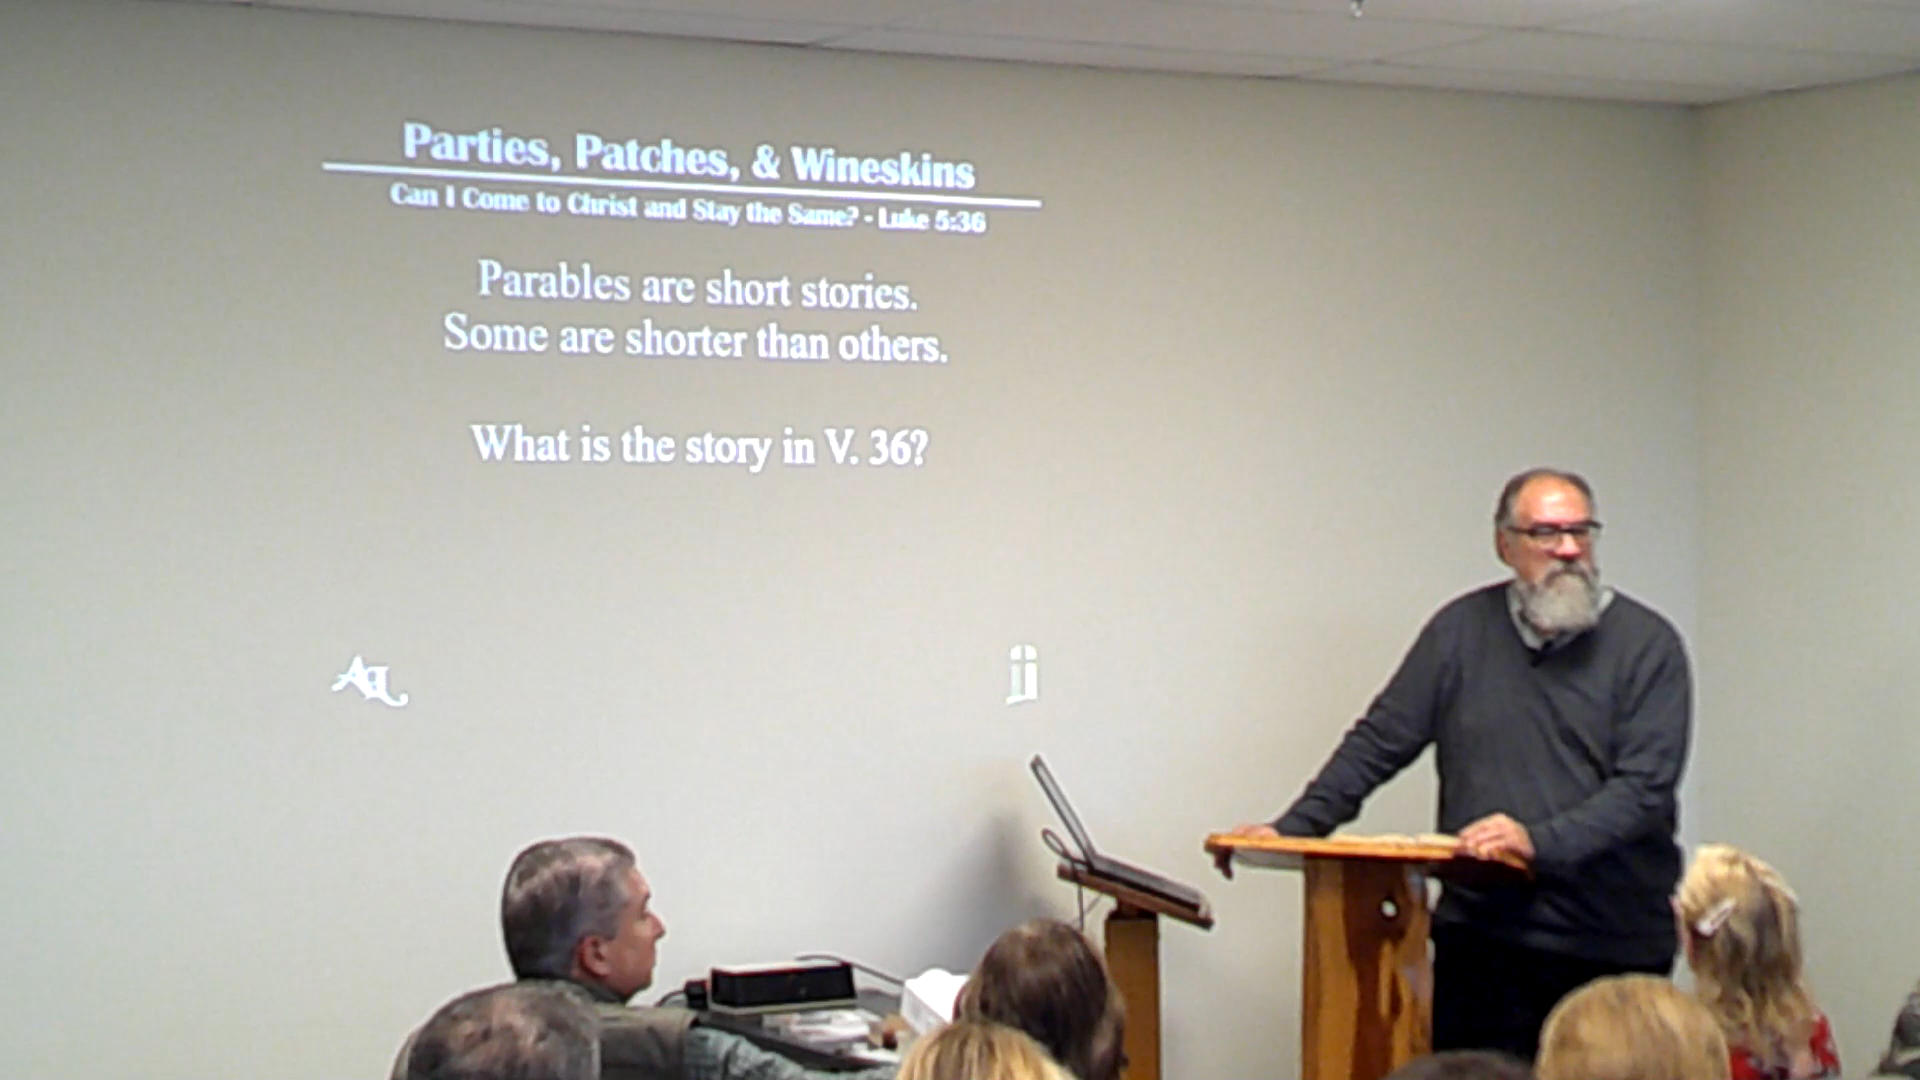 Parties, Patches, & Wineskins
Can I Come to Christ and Stay the Same? - Luke 5:36
Parables are short stories.
Some are shorter than others.
What is the story in V. 36?